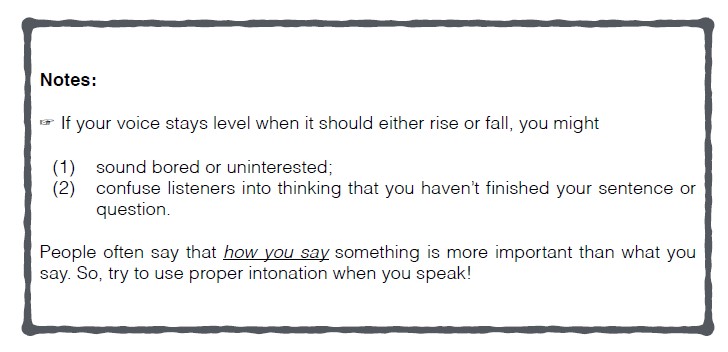 Notes:
☞ If your voice stays level when it should either rise or fall, you might
(1) sound bored or uninterested;
(2) confuse listeners into thinking that you haven’t finished your sentence or
question.
People often say that how you say something is more important than what you
say. So, try to use proper intonation when you speak!